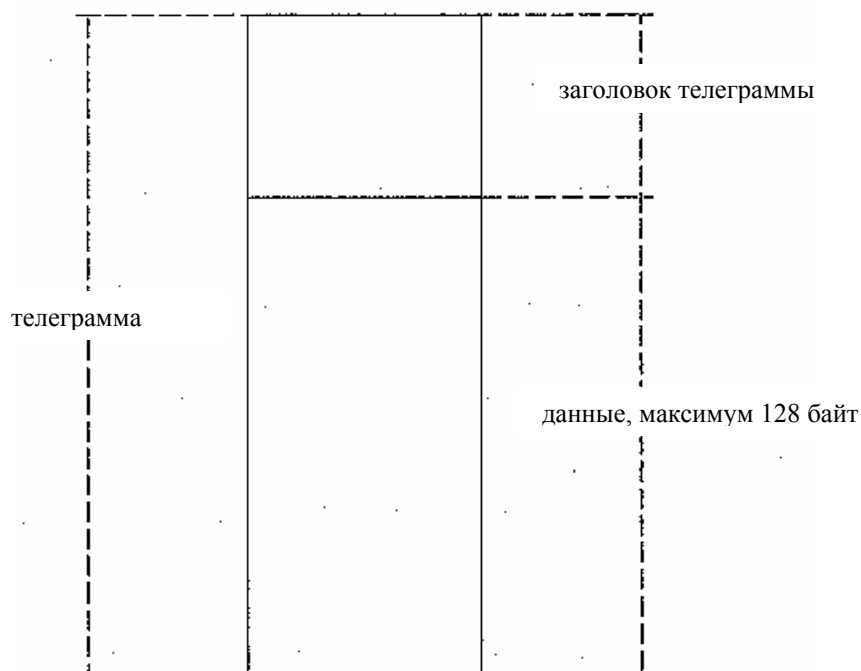 заголовок телеграммы
телеграмма
данные, максимум 128 байт